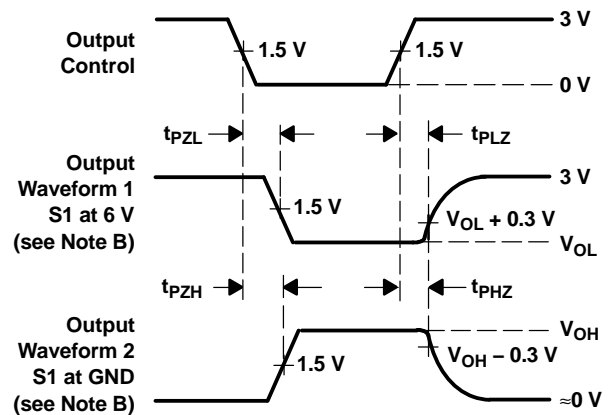 3 V
Output
Control
1.5 V
1.5 V
0 V
tPZL
tPLZ
Output
Waveform 1
S1 at 6 V
(see Note B)
3 V
1.5 V
VOL + 0.3 V
VOL
tPZH
tPHZ
Output
Waveform 2
S1 at GND
(see Note B)
VOH
1.5 V
VOH − 0.3 V
≈0 V